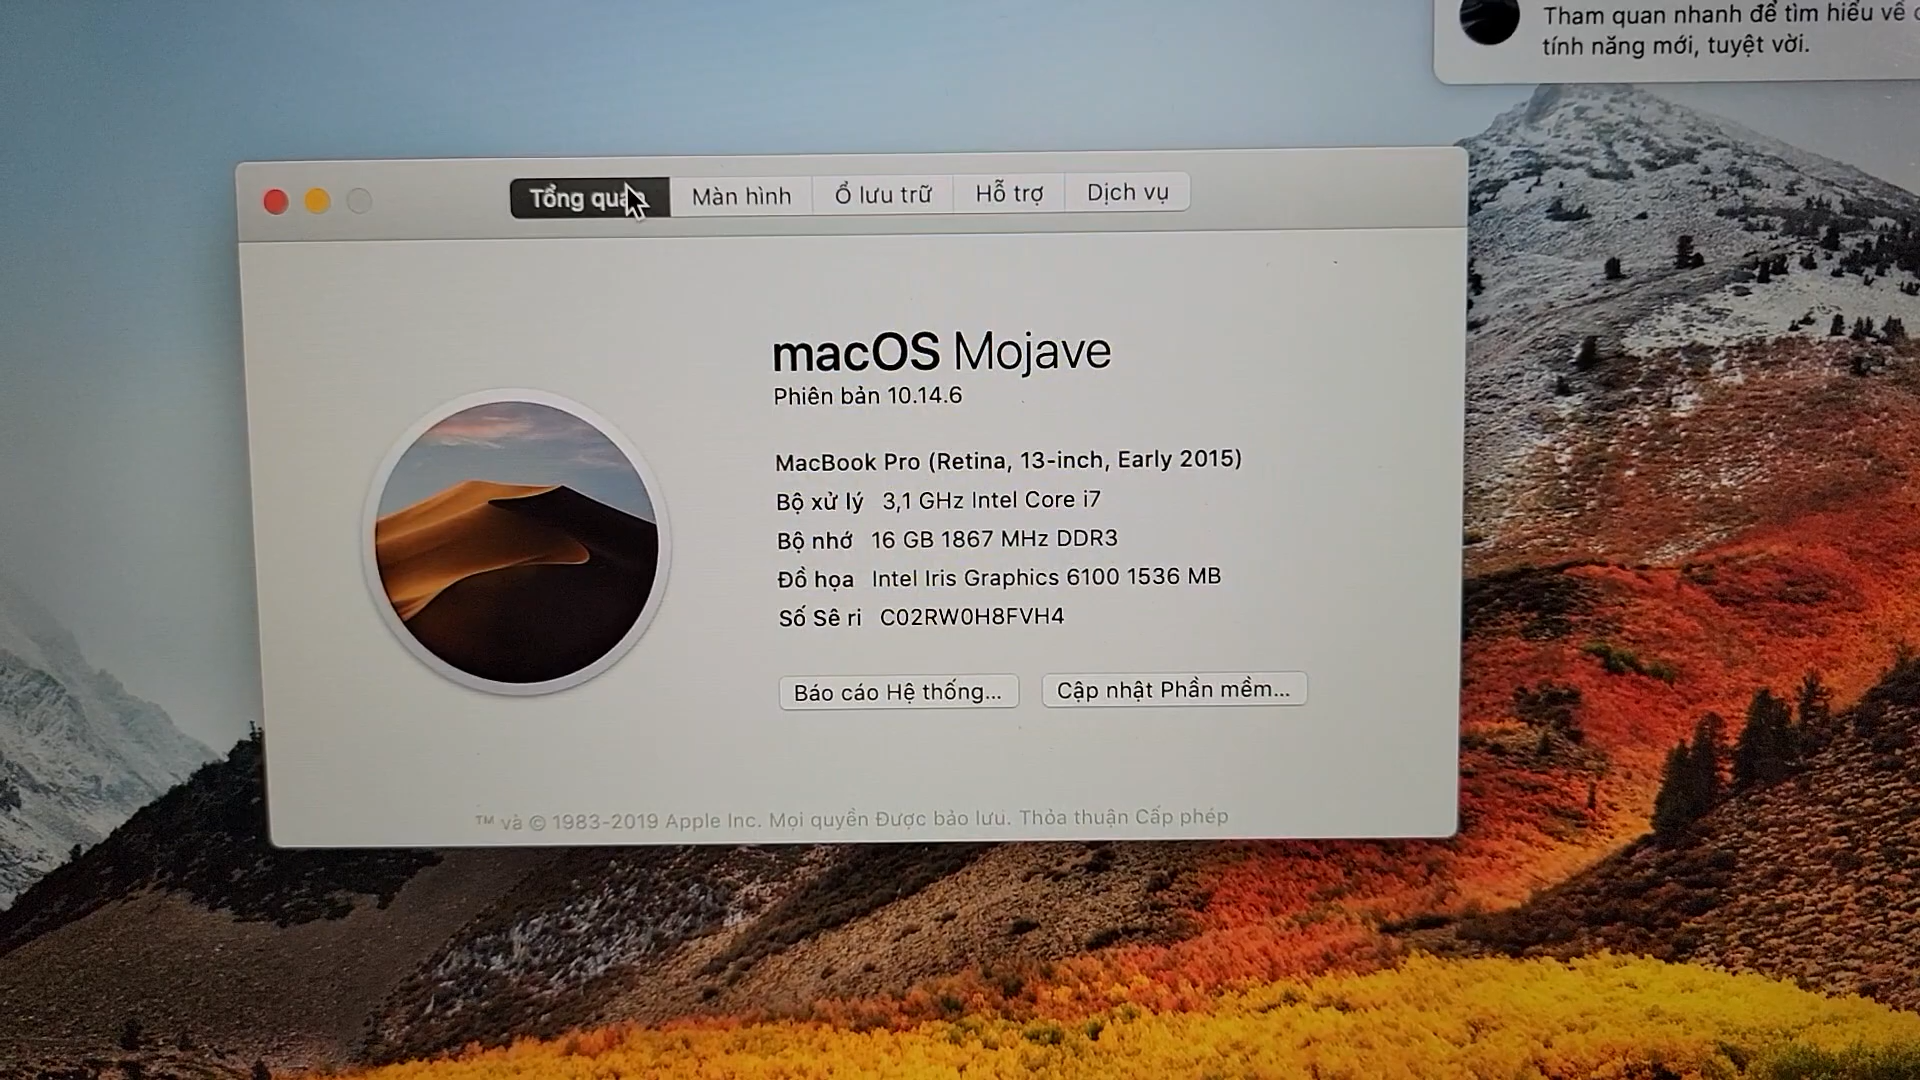 Tham quan nhanh để tìm hiểu về
tính năng mới, tuyệt vời.
Tổng quan Màn hình Ổ lưu trữ Hỗ trợ Dịch vụ
macOS Mojave
Phiên bản 10.14.6
MacBook Pro (Retina, 13-inch, Early 2015)
Bộ xử lý 3,1 GHz Intel Core i7
Bộ nhớ 16 GB 1867 MHz DDR3
Đồ họa Intel Iris Graphics 6100 1536 MB
Số Sê ri C02RW0H8FVH4
Báo cáo Hệ thống... Cập nhật Phần mềm...
™ và © 1983-2019 Apple Inc. Mọi quyền Được bảo lưu. Thỏa thuận Cấp phép